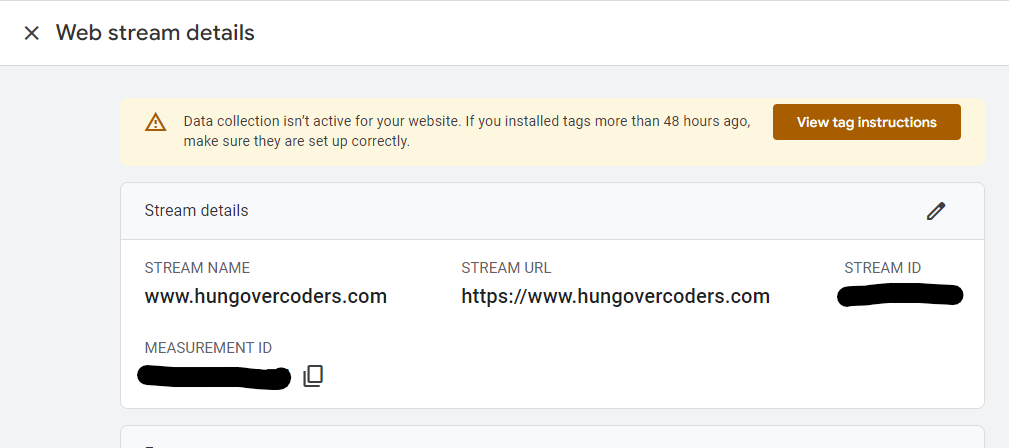 Web stream details
Data collection isn't active for your website. If you installed tags more than 48 hours ago,
make sure they are set up correctly.
View tag instructions
Stream details
STREAM NAME
STREAM URL
STREAM ID
www.hungovercoders.com
https://www.hungovercoders.com
MEASUREMENT ID